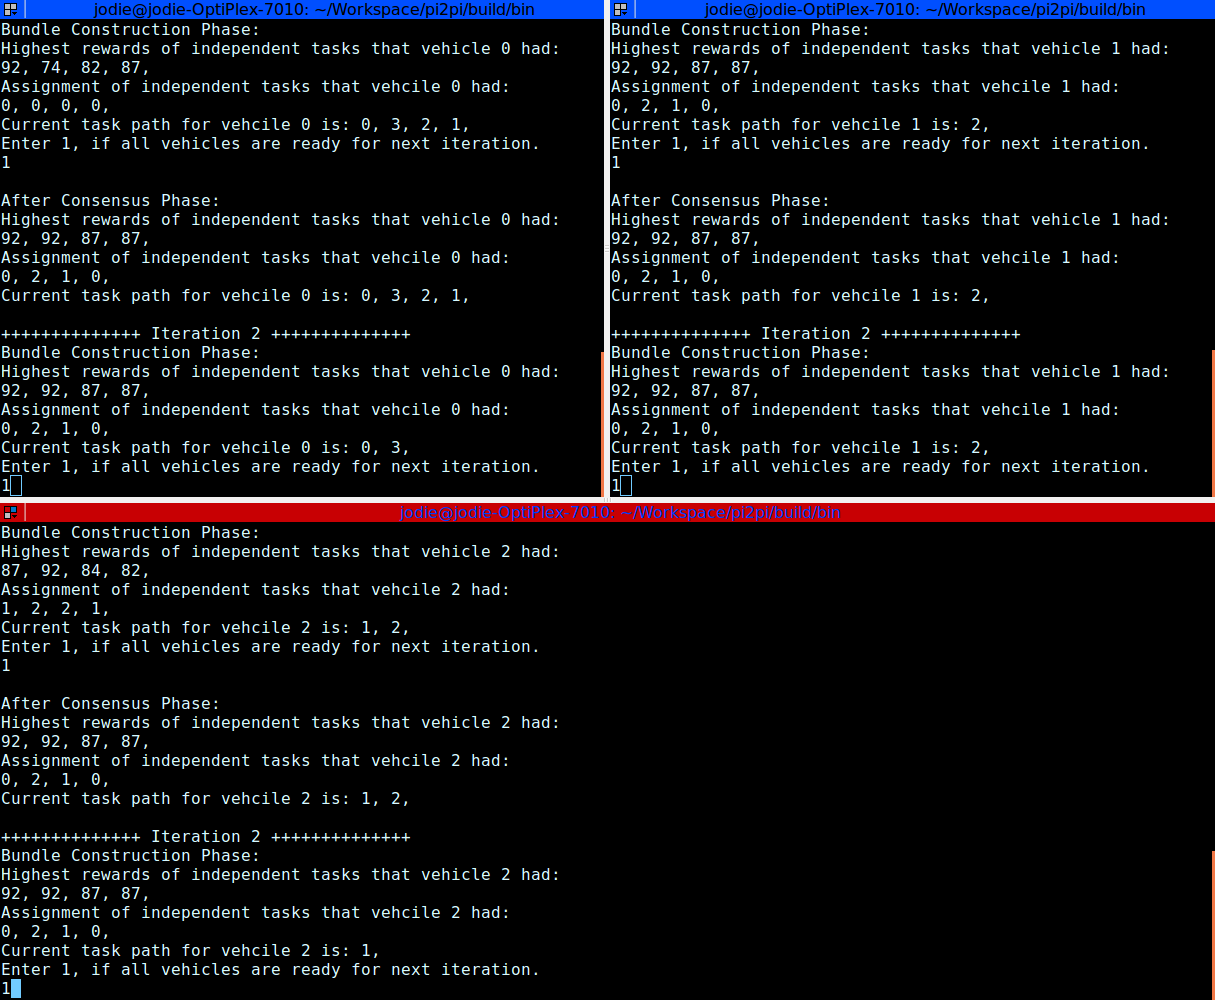 jodie@jodie-OptiPlex-7010: ~/Workspace/pi2pi/build/bin
Bundle Construction Phase:
Highest rewards of independent tasks that vehicle 0 had:
92, 74, 82, 87,
Assignment of independent tasks that vehcile 0 had:
0, 0, 0, 0,
Current task path for vehcile 0 is: 0, 3, 2, 1,
Enter 1, if all vehicles are ready for next iteration.
1
After Consensus Phase:
Highest rewards of independent tasks that vehicle 0 had:
92, 92, 87, 87,
Assignment of independent tasks that vehcile 0 had:
0, 2, 1, 0,
Current task path for vehcile 0 is: 0, 3, 2, 1,
++++++++++++++ Iteration 2 ++++++++++++++
Bundle Construction Phase:
Highest rewards of independent tasks that vehicle 0 had:
92, 92, 87, 87,
Assignment of independent tasks that vehcile 0 had:
0, 2, 1, 0,
Current task path for vehcile 0 is: 0, 3,
Enter 1, if all vehicles are ready for next iteration.
1
jodie@jodie-OptiPlex-7010: ~/Workspace/pi2pi/build/bin
Bundle Construction Phase:
Highest rewards of independent tasks that vehicle 1 had:
92, 92, 87, 87,
Assignment of independent tasks that vehcile 1 had:
0, 2, 1, 0,
Current task path for vehcile 1 is: 2,
Enter 1, if all vehicles are ready for next iteration.
1
After Consensus Phase:
Highest rewards of independent tasks that vehicle 1 had:
92, 92, 87, 87,
Assignment of independent tasks that vehcile 1 had:
0, 2, 1, 0,
Current task path for vehcile 1 is: 2,
++++++++++++++ Iteration 2 ++++++++++++++
Bundle Construction Phase:
Highest rewards of independent tasks that vehicle 1 had:
92, 92, 87, 87,
Assignment of independent tasks that vehcile 1 had:
0, 2, 1, 0,
Current task path for vehcile 1 is: 2,
Enter 1, if all vehicles are ready for next iteration.
1
jodie@jodie-OptiPlex-7010: ~/Workspace/pi2pi/build/bin
Bundle Construction Phase:
Highest rewards of independent tasks that vehicle 2 had:
87, 92, 84, 82,
Assignment of independent tasks that vehcile 2 had:
1, 2, 2, 1,
Current task path for vehcile 2 is: 1, 2,
Enter 1, if all vehicles are ready for next iteration.
1
After Consensus Phase:
Highest rewards of independent tasks that vehicle 2 had:
92, 92, 87, 87,
Assignment of independent tasks that vehcile 2 had:
0, 2, 1, 0,
Current task path for vehcile 2 is: 1, 2,
++++++++++++++ Iteration 2 ++++++++++++++
Bundle Construction Phase:
Highest rewards of independent tasks that vehicle 2 had:
92, 92, 87, 87,
Assignment of independent tasks that vehcile 2 had:
0, 2, 1, 0,
Current task path for vehcile 2 is: 1,
Enter 1, if all vehicles are ready for next iteration.
1